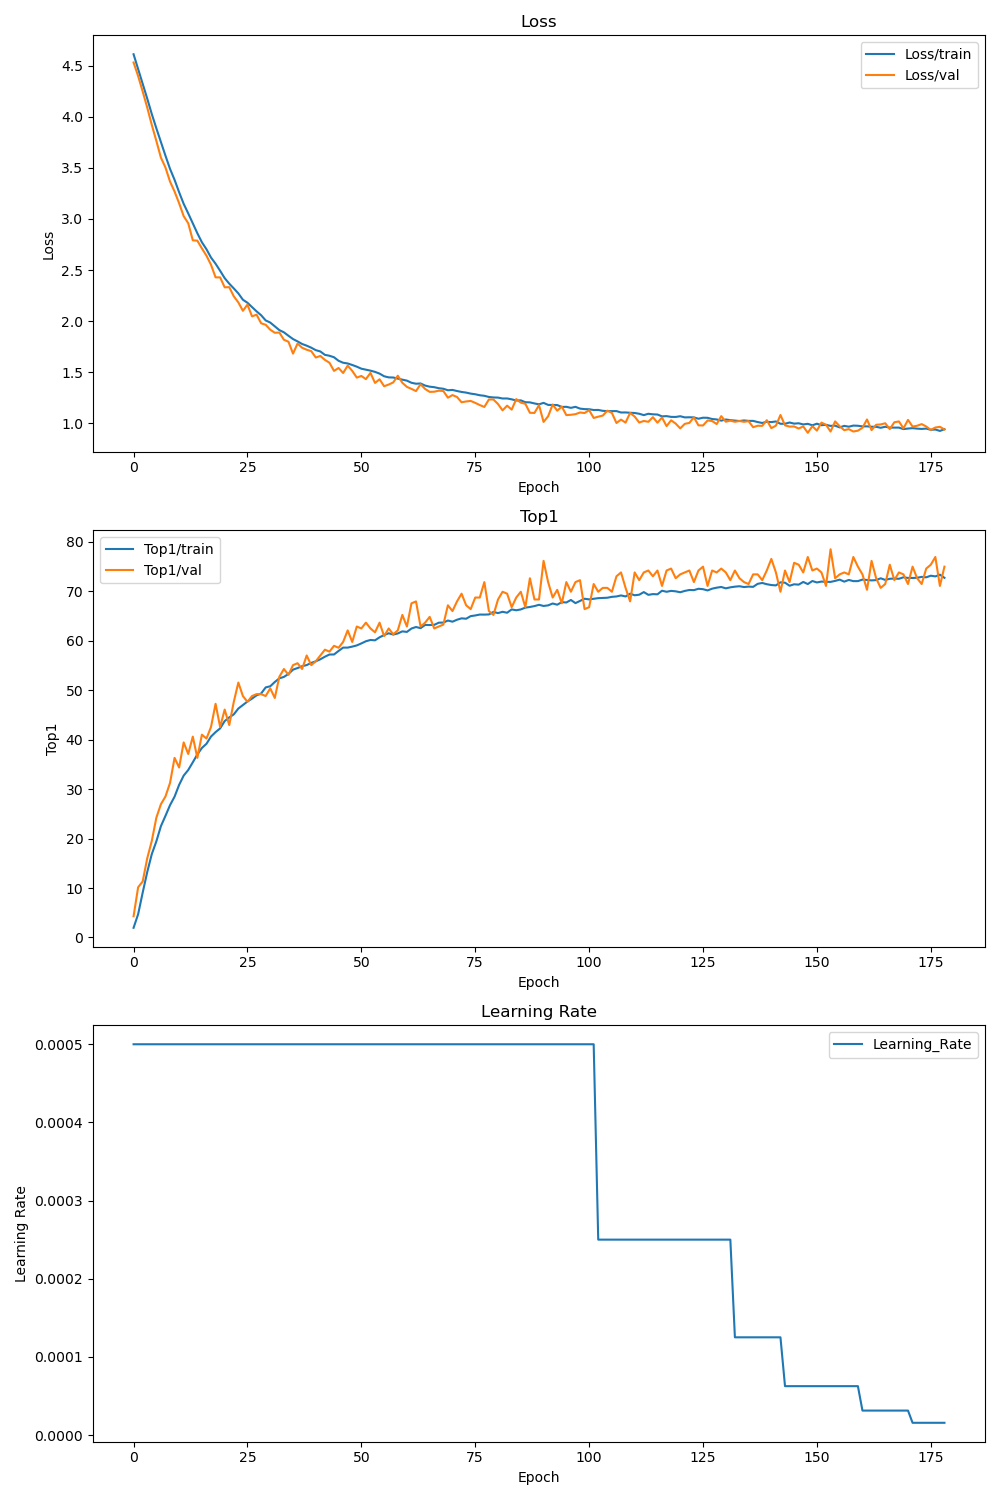 Loss
Loss/train
Loss/val
4.5
4.0
3.5
3.0
2.5
2.0
1.5
1.0
Loss
0 25 50 75 100 125 150 175
Epoch
Top1
Top1/train
Top1/val
80
70
60
50
40
30
20
10
0
Top1
0 25 50 75 100 125 150 175
Epoch
Learning Rate
Learning_Rate
0.0005
0.0004
0.0003
0.0002
0.0001
0.0000
Learning Rate
0 25 50 75 100 125 150 175
Epoch